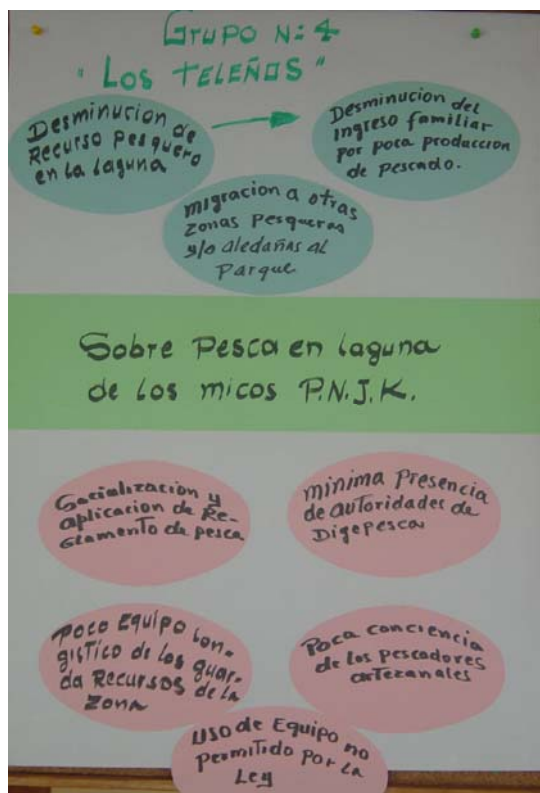 GrUPO N: 4
"LOS TELEÑOS"
Desminucion de
Recurso Pesquero
en la laguna
Desminucion del
ingreso familiar
por poca produccion
de pescado.
migracion a otras
zonas pesqueras
y/o aledañas al
Parque
Sobre Pesca en laguna
de los micos P.N.J.K.
Socialización y
aplicacion de Re-
glamento de pesca
minima Presencia
de autoridades de
Digepesca
Poco Equipo Lon-
gistico de los guar-
da Recursos de la
zona
Poca conciencia
de los pescadores
artezanales
USO de Equipo no
Permitido por la
Ley